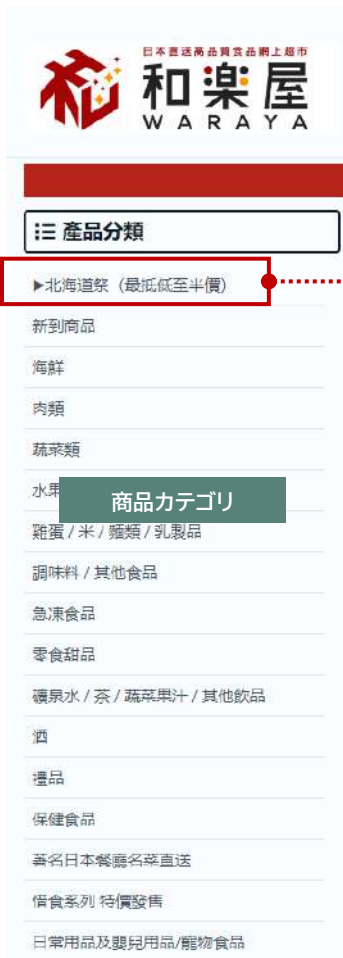 日本直送高品質食品網上超市
和楽屋
WARAYA
產品分類
▶北海道祭（最抵低至半價）
新到商品
海鮮
肉類
蔬菜類
水果
商品カテゴリ
雞蛋 / 米 / 麵類 / 乳製品
調味料 / 其他食品
急凍食品
零食甜品
礦泉水 / 茶 / 蔬菜果汁 / 其他飲品
酒
禮品
保健食品
著名日本餐廳名菜直送
惜食系列 特價發售
日常用品及嬰兒用品/寵物食品